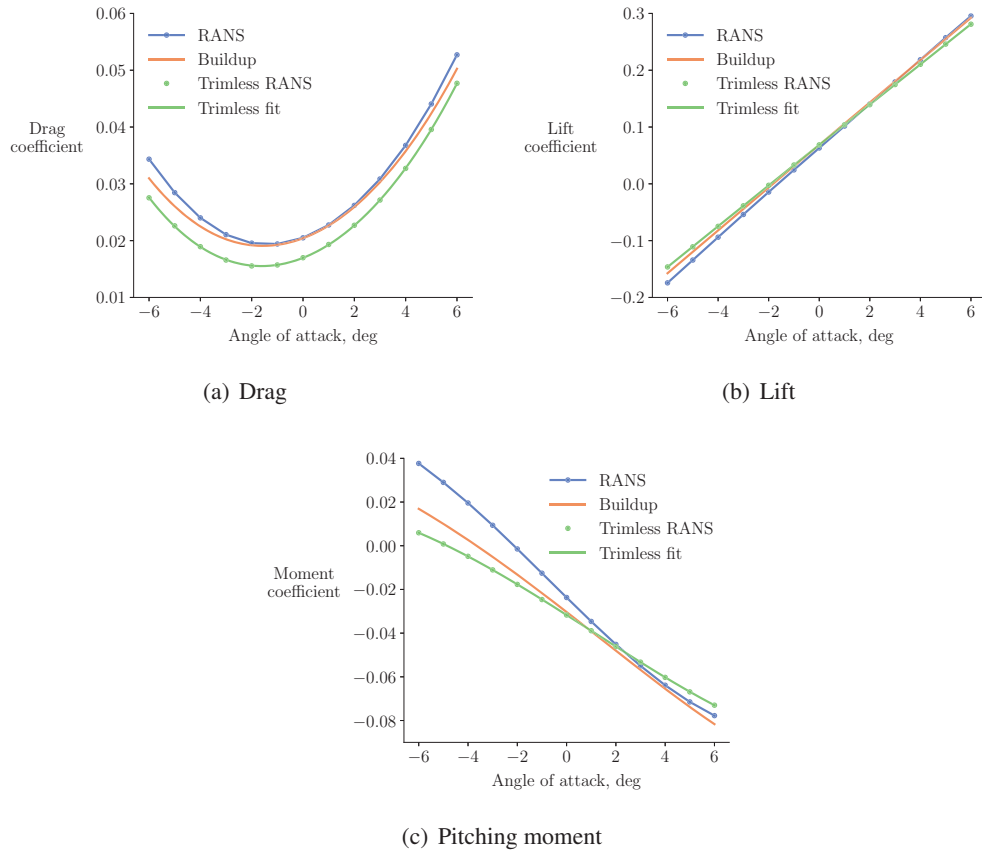 0.06
0.05
0.04
0.03
0.02
0.01
Drag
coefficient
RANS
Buildup
Trimless RANS
Trimless fit
−6 −4 −2 0 2 4 6
Angle of attack, deg
(a) Drag
0.3
0.2
0.1
0.0
−0.1
−0.2
Lift
coefficient
RANS
Buildup
Trimless RANS
Trimless fit
−6 −4 −2 0 2 4 6
Angle of attack, deg
(b) Lift
0.04
0.02
0.00
−0.02
−0.04
−0.06
−0.08
Moment
coefficient
RANS
Buildup
Trimless RANS
Trimless fit
−6 −4 −2 0 2 4 6
Angle of attack, deg
(c) Pitching moment